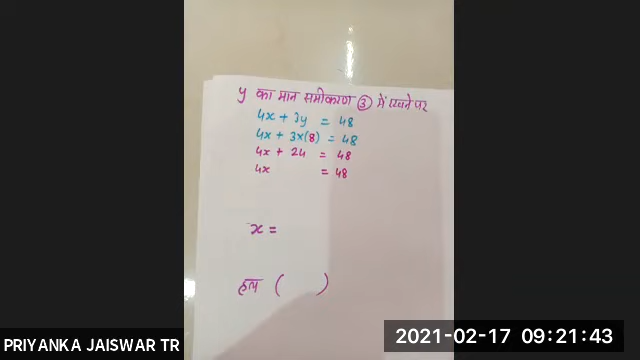 y का मान समीकरण ③ में रखने पर
4x + 3y = 48
4x + 3x(8) = 48
4x + 24 = 48
4x = 48
x =
हल ( )
PRIYANKA JAISWAR TR
2021-02-17 09:21:43